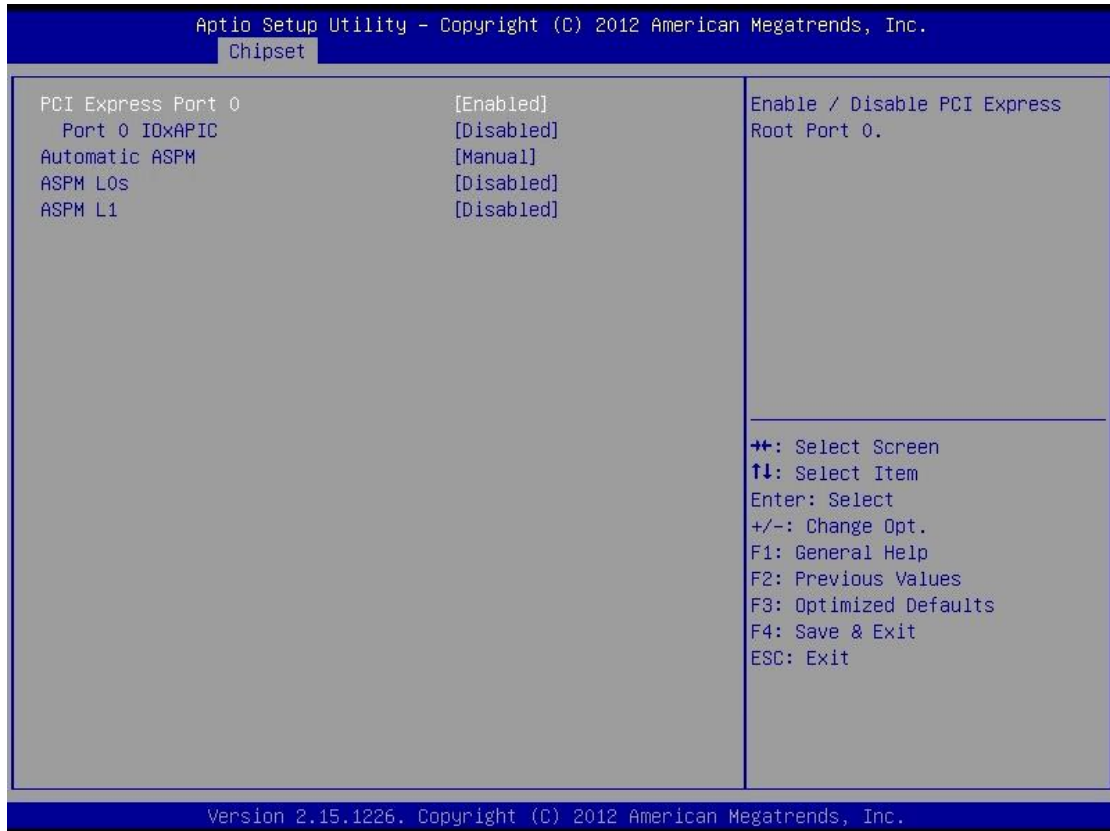 Aptio Setup Utility – Copyright (C) 2012 American Megatrends, Inc.
Chipset
PCI Express Port 0 [Enabled]
Port 0 IOxAPIC [Disabled]
Automatic ASPM [Manual]
ASPM L0s [Disabled]
ASPM L1 [Disabled]
Enable / Disable PCI Express
Root Port 0.
→←: Select Screen
↑↓: Select Item
Enter: Select
+/-: Change Opt.
F1: General Help
F2: Previous Values
F3: Optimized Defaults
F4: Save & Exit
ESC: Exit
Version 2.15.1226. Copyright (C) 2012 American Megatrends, Inc.